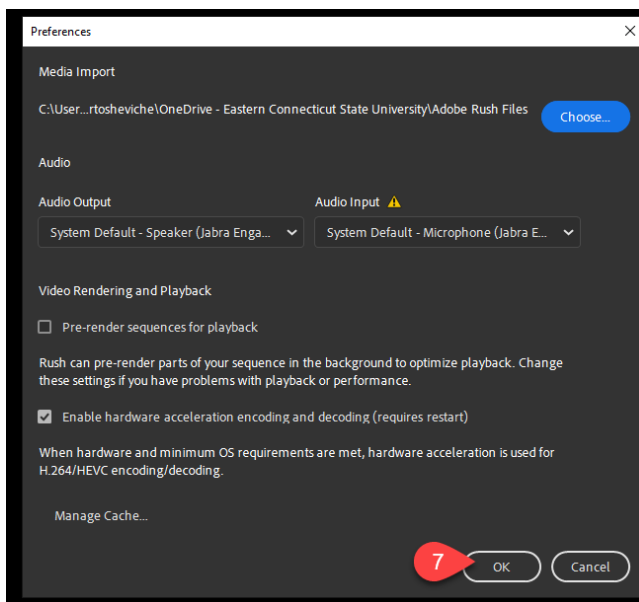 Preferences
Media Import
C:\User...rtosheviche\OneDrive - Eastern Connecticut State University\Adobe Rush Files
Choose...
Audio
Audio Output
Audio Input
System Default - Speaker (Jabra Enga...
System Default - Microphone (Jabra E...
Video Rendering and Playback
Pre-render sequences for playback
Rush can pre-render parts of your sequence in the background to optimize playback. Change
these settings if you have problems with playback or performance.
Enable hardware acceleration encoding and decoding (requires restart)
When hardware and minimum OS requirements are met, hardware acceleration is used for
H.264/HEVC encoding/decoding.
Manage Cache...
7
OK
Cancel